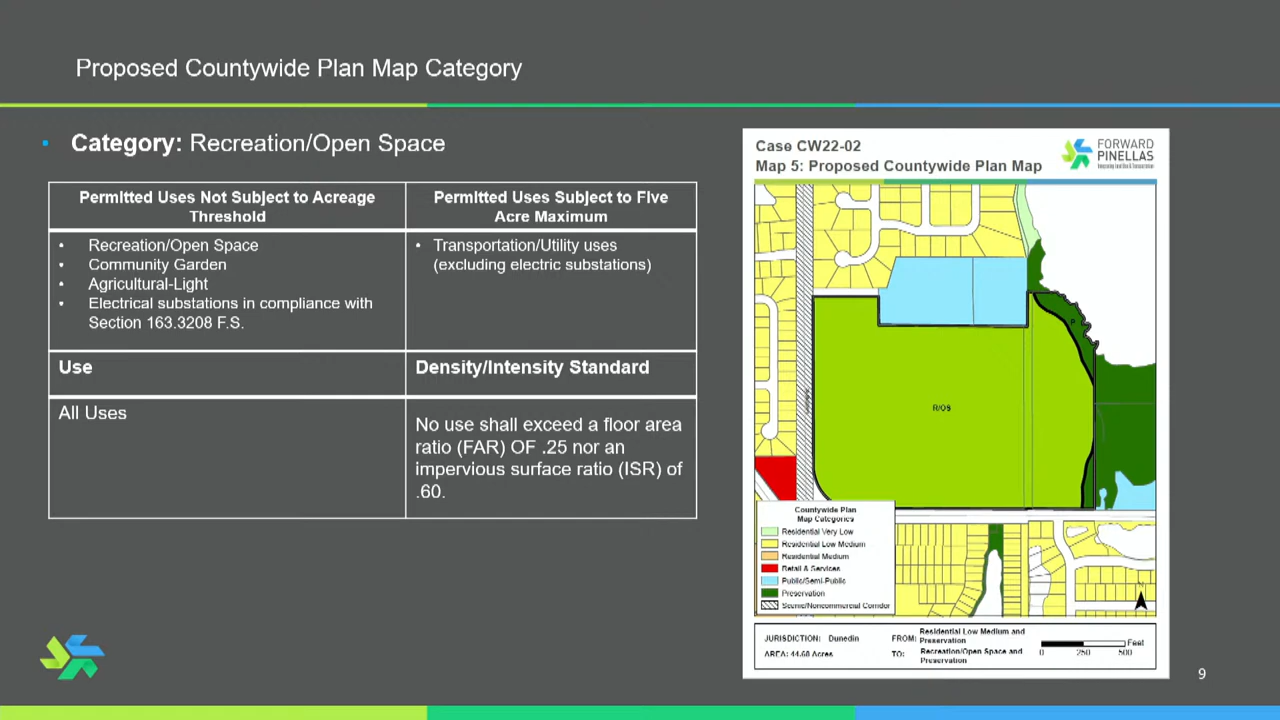 Proposed Countywide Plan Map Category
• Category: Recreation/Open Space
Permitted Uses Not Subject to Acreage
Threshold
Permitted Uses Subject to Five
Acre Maximum
• Recreation/Open Space
• Community Garden
• Agricultural-Light
• Electrical substations in compliance with
Section 163.3208 F.S.
• Transportation/Utility uses
(excluding electric substations)
Use
Density/Intensity Standard
All Uses
No use shall exceed a floor area
ratio (FAR) OF .25 nor an
impervious surface ratio (ISR) of
.60.
Case CW22-02
Map 5: Proposed Countywide Plan Map
FORWARD
PINELLAS
P
R/OS
Countywide Plan
Map Categories
Residential Very Low
Residential Low Medium
Residential Medium
Retail & Services
Public/Semi-Public
Preservation
Scenic/Noncommercial Corridor
N
JURISDICTION: Dunedin
AREA: 44.68 Acres
FROM: Residential Low Medium and
Preservation
TO: Recreation/Open Space and
Preservation
Feet
0 250 500
9